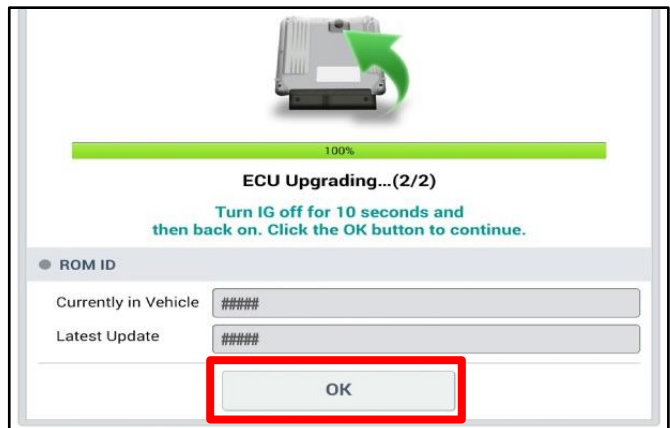 100%
ECU Upgrading...(2/2)
Turn IG off for 10 seconds and
then back on. Click the OK button to continue.
ROM ID
Currently in Vehicle #####
Latest Update #####
OK